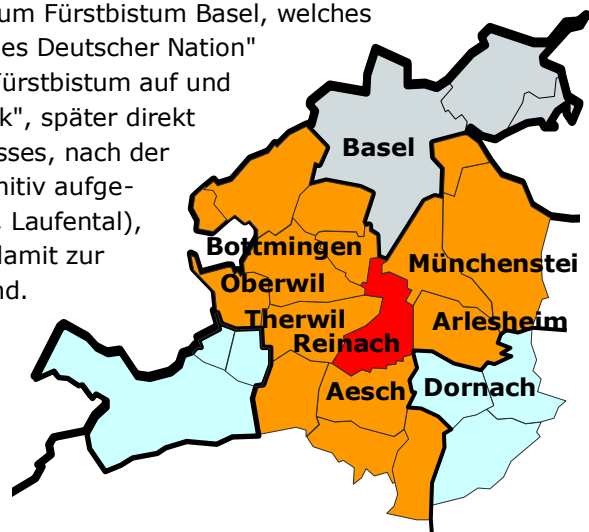 um Fürstbistum Basel, welches
es Deutscher Nation"
Fürstbistum auf und
k", später direkt
sses, nach der
mitiv aufge-
Laufental),
damit zur
nd.
Basel
Bottmingen
Münchenstei
Oberwil
Therwil
Arlesheim
Reinach
Aesch
Dornach